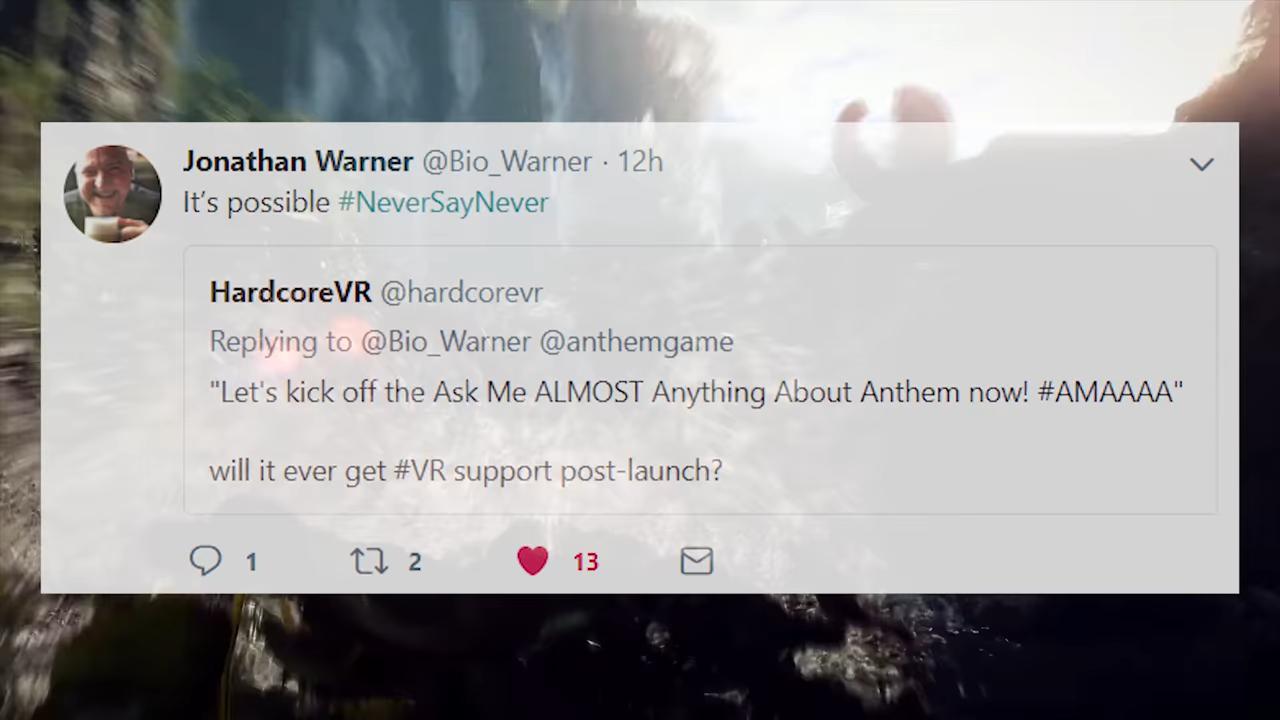 Jonathan Warner @Bio_Warner · 12h
It's possible #NeverSayNever
HardcoreVR @hardcorevr
Replying to @Bio_Warner @anthemgame
"Let's kick off the Ask Me ALMOST Anything About Anthem now! #AMAAAA"
will it ever get #VR support post-launch?
1 2 13